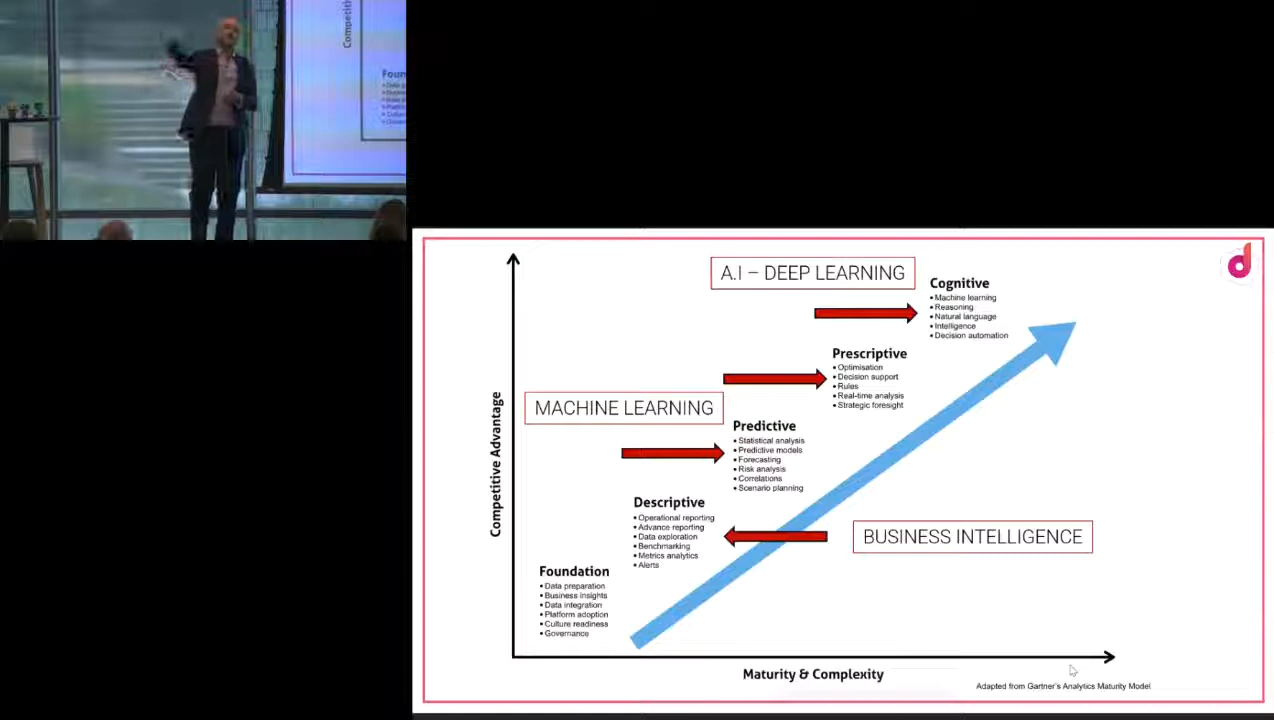 A.I – DEEP LEARNING
Cognitive
• Machine learning
• Reasoning
• Natural language
• Intelligence
• Decision automation
Prescriptive
• Optimisation
• Decision support
• Rules
• Real-time analysis
• Strategic foresight
MACHINE LEARNING
Predictive
• Statistical analysis
• Predictive models
• Forecasting
• Risk analysis
• Correlations
• Scenario planning
Descriptive
• Operational reporting
• Advance reporting
• Data exploration
• Benchmarking
• Metrics analytics
• Alerts
BUSINESS INTELLIGENCE
Foundation
• Data preparation
• Business insights
• Data integration
• Platform adoption
• Culture readiness
• Governance
Competitive Advantage
Maturity & Complexity
Adapted from Gartner's Analytics Maturity Model